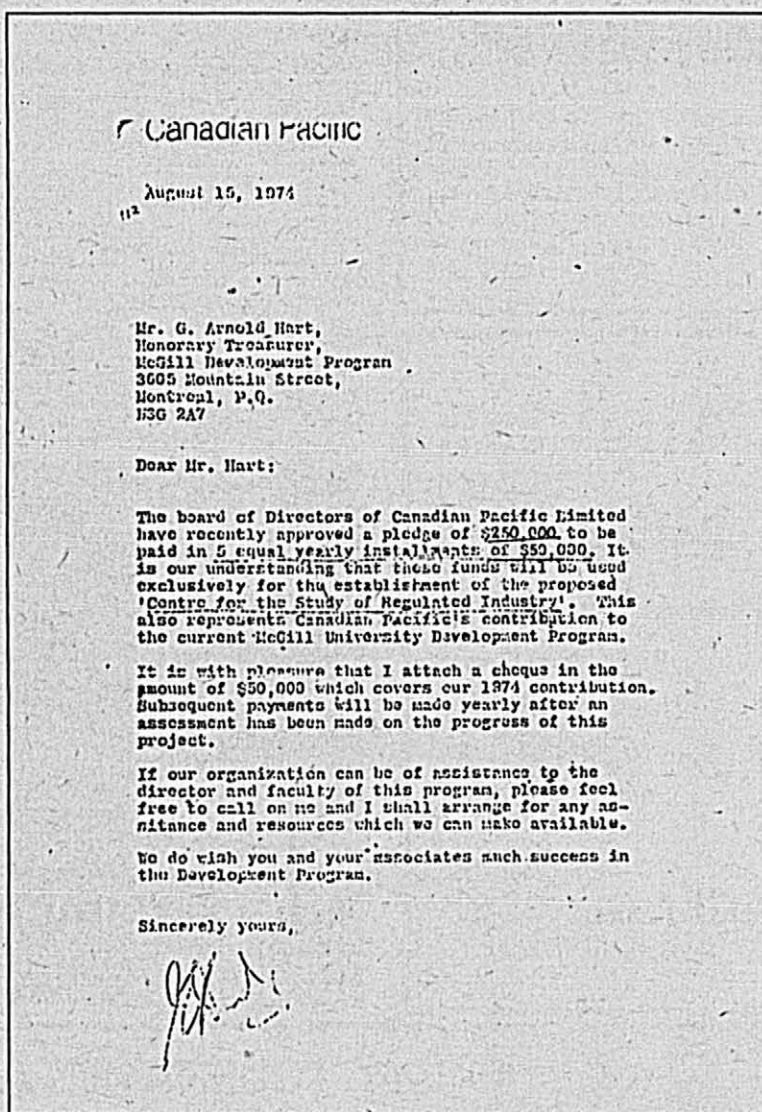 Canadian Pacific
August 15, 1974
112
Mr. G. Arnold Hart,
Honorary Treasurer,
McGill Development Program
3605 Mountain Street,
Montreal, P.Q.
H3G 2A7
Dear Mr. Hart:
The board of Directors of Canadian Pacific Limited
have recently approved a pledge of $250,000 to be
paid in 5 equal yearly installments of $50,000. It
is our understanding that these funds will be used
exclusively for the establishment of the proposed
'Centre for the Study of Regulated Industry'. This
also represents Canadian Pacific's contribution to
the current McGill University Development Program.
It is with pleasure that I attach a cheque in the
amount of $50,000 which covers our 1974 contribution.
Subsequent payments will be made yearly after an
assessment has been made on the progress of this
project.
If our organization can be of assistance to the
director and faculty of this program, please feel
free to call on me and I shall arrange for any as-
sitance and resources which we can make available.
We do wish you and your associates much success in
the Development Program.
Sincerely yours,